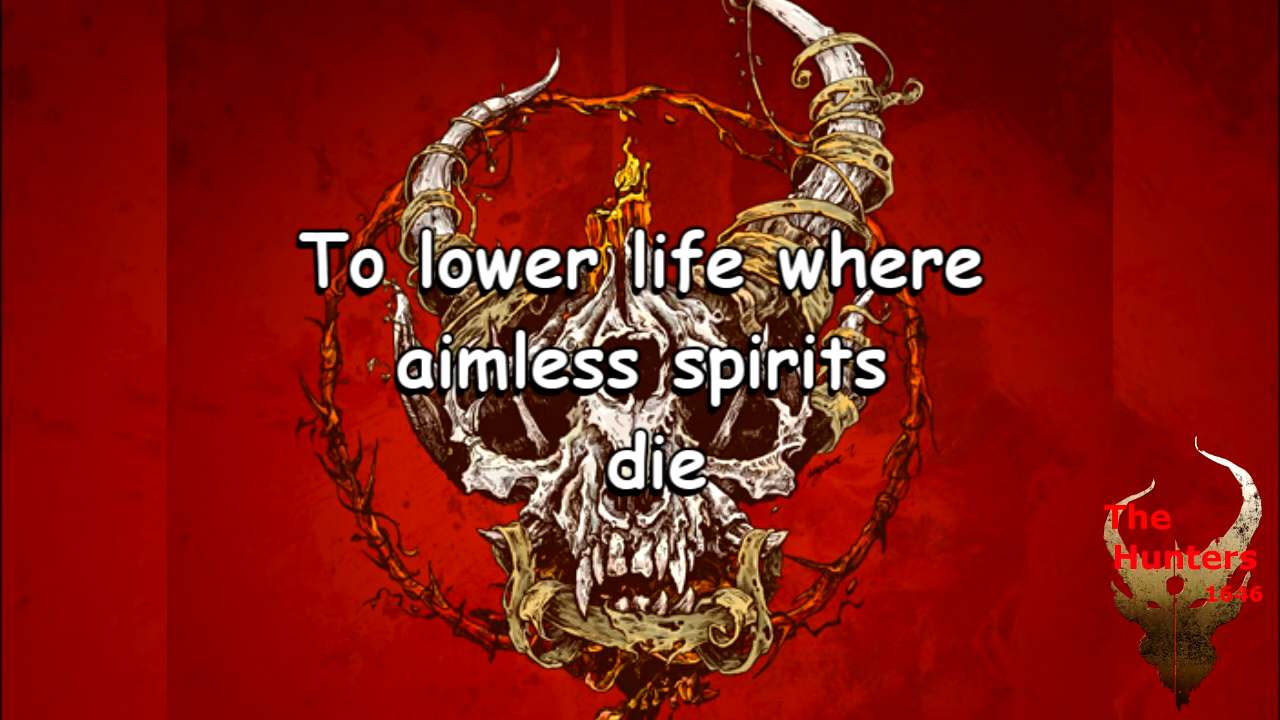 To lower life where
aimless spirits
die
The
Hunters
1646